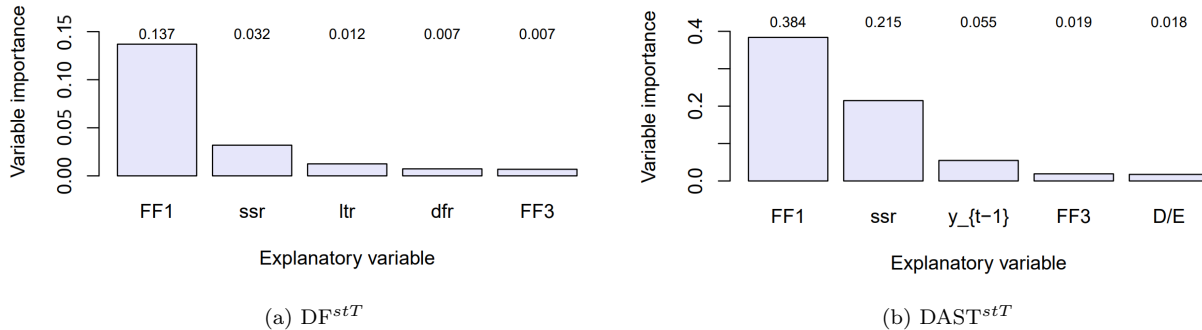 Variable importance
0.15
0.10
0.05
0.00
0.137 0.032 0.012 0.007 0.007
FF1 ssr ltr dfr FF3
Explanatory variable
(a) DF^{stT}
Variable importance
0.4
0.2
0.0
0.384 0.215 0.055 0.019 0.018
FF1 ssr y_{t−1} FF3 D/E
Explanatory variable
(b) DAST^{stT}